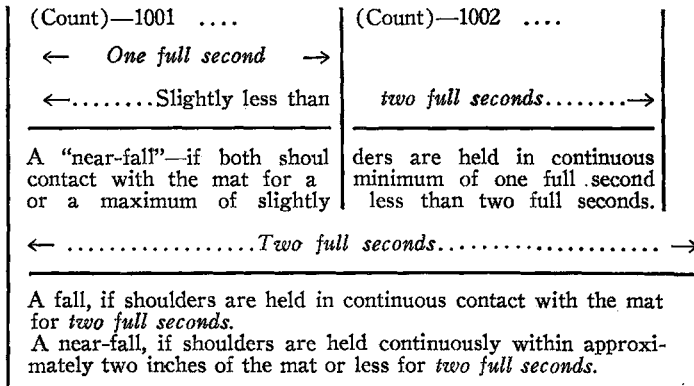 (Count)—1001 .... (Count)—1002 ....
← One full second →
←........Slightly less than two full seconds........→
A “near-fall”—if both shoul ders are held in continuous
contact with the mat for a minimum of one full second
or a maximum of slightly less than two full seconds.
← ..................Two full seconds...................... →
A fall, if shoulders are held in continuous contact with the mat
for two full seconds.
A near-fall, if shoulders are held continuously within approxi-
mately two inches of the mat or less for two full seconds.